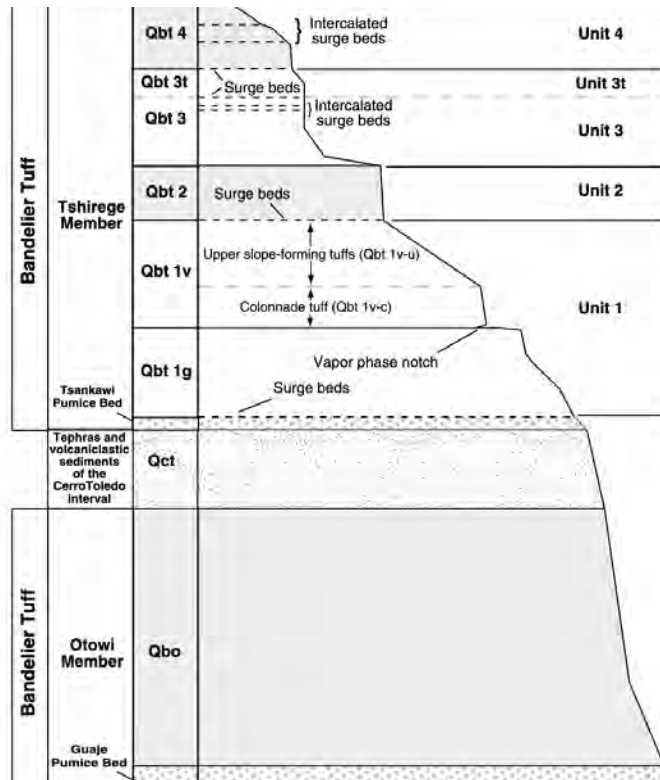 Qbt 4
Intercalated
surge beds
Unit 4
Qbt 3t
Surge beds
Unit 3t
Qbt 3
Intercalated
surge beds
Unit 3
Bandelier Tuff
Tshirege
Member
Qbt 2
Surge beds
Unit 2
Qbt 1v
Upper slope-forming tuffs (Qbt 1v-u)
Colonnade tuff (Qbt 1v-c)
Unit 1
Vapor phase notch
Qbt 1g
Surge beds
Tsankawi
Pumice Bed
Tephras and
volcaniclastic
sediments
of the
CerroToledo
interval
Qct
Bandelier Tuff
Otowi
Member
Qbo
Guaje
Pumice Bed